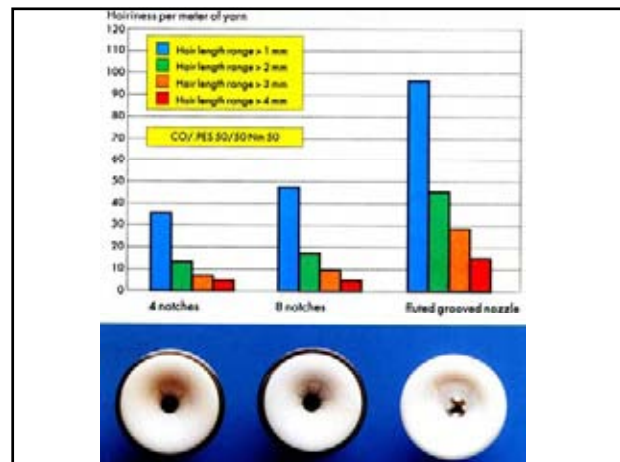 Hairiness per meter of yarn
120
110
100
90
80
70
60
50
40
30
20
10
0
Hair length range > 1 mm
Hair length range > 2 mm
Hair length range > 3 mm
Hair length range > 4 mm
CO/ PES 50/50 Nm 50
4 notches
8 notches
fluted grooved nozzle